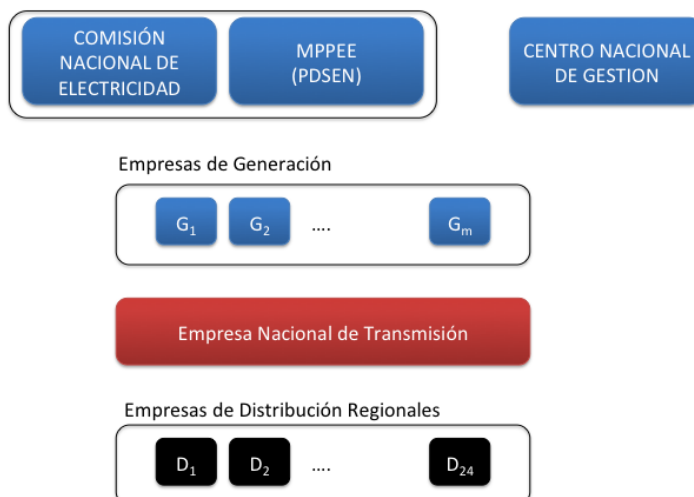 COMISIÓN
NACIONAL DE
ELECTRICIDAD
MPPEE
(PDSEN)
CENTRO NACIONAL
DE GESTION
Empresas de Generación
G1 G2 .... Gm
Empresa Nacional de Transmisión
Empresas de Distribución Regionales
D1 D2 .... D24